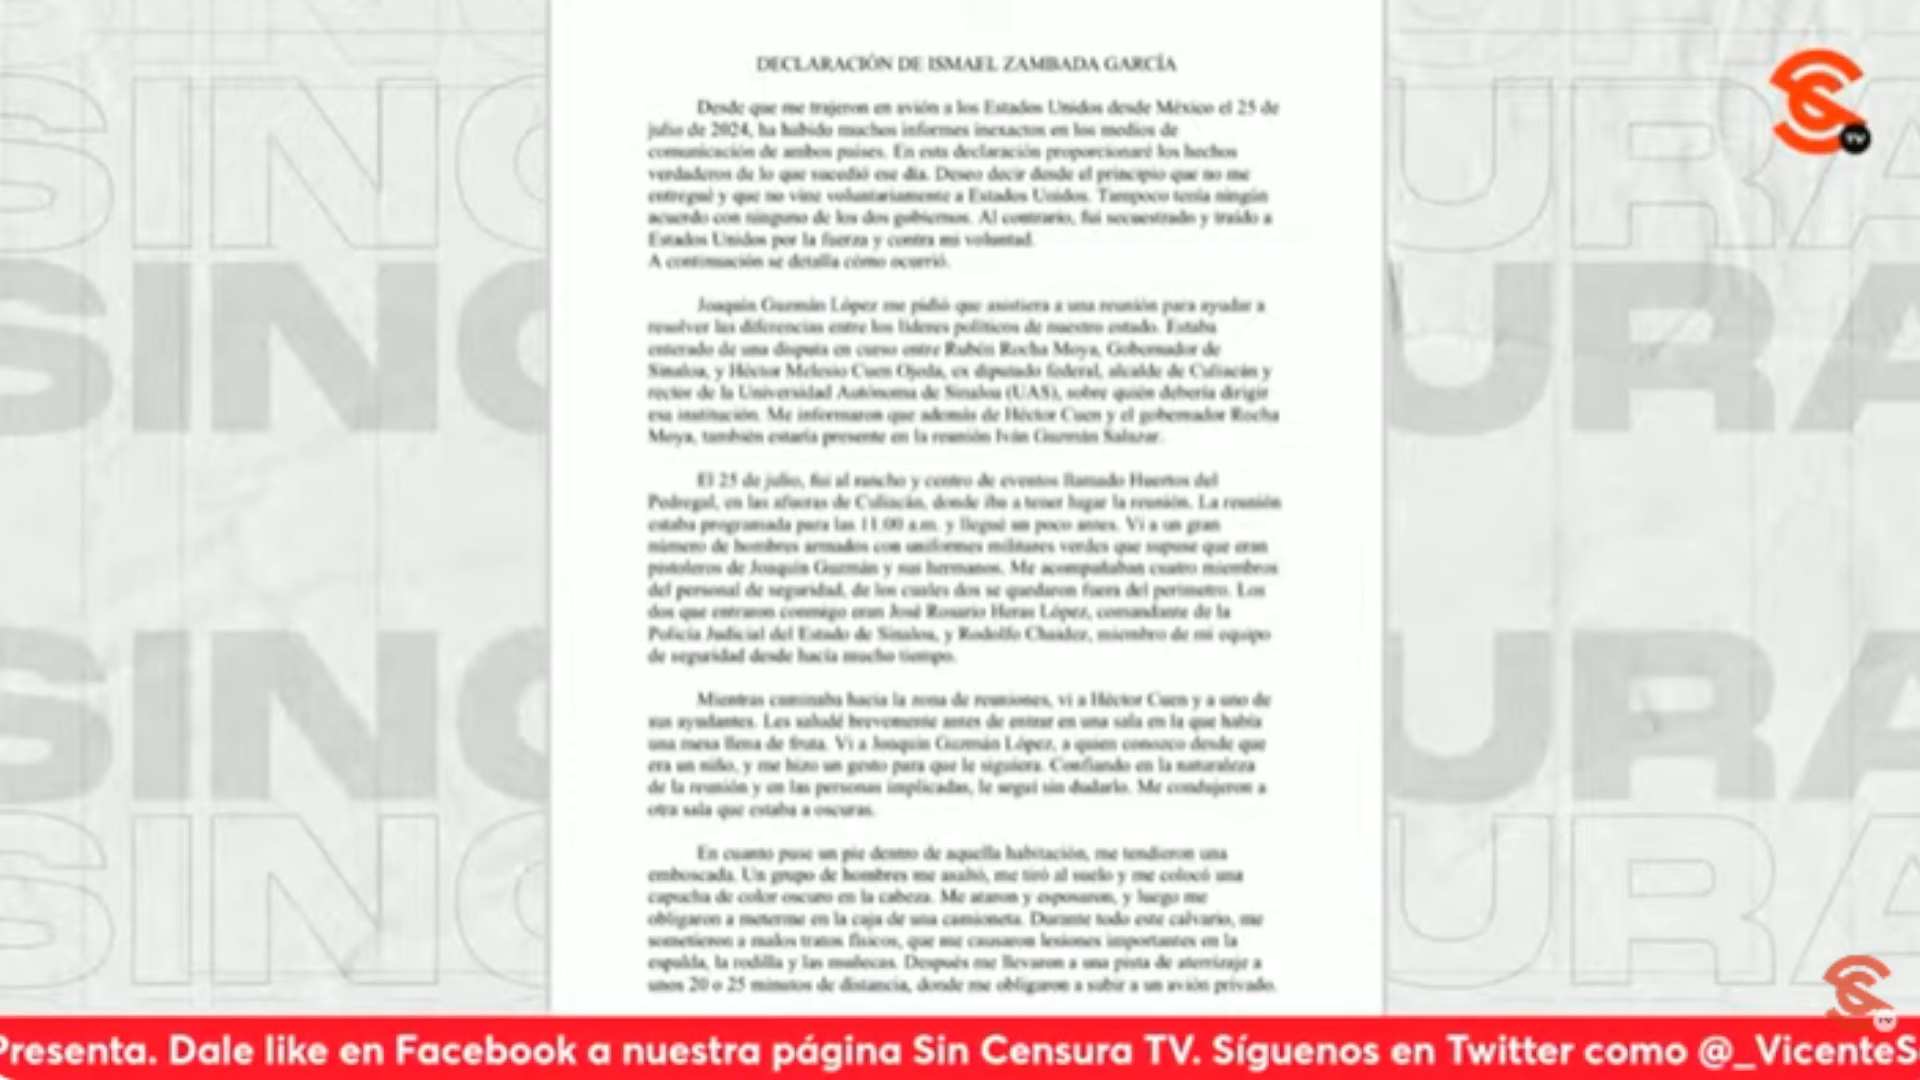 DECLARACIÓN DE ISMAEL ZAMBADA GARCÍA
Desde que me trajeron en avión a los Estados Unidos desde México el 25 de
julio de 2024, ha habido muchos informes inexactos en los medios de
comunicación de ambos países. En esta declaración proporcionaré los hechos
verdaderos de lo que sucedió ese día. Deseo decir desde el principio que no me
entregué y que no vine voluntariamente a Estados Unidos. Tampoco tenía ningún
acuerdo con ninguno de los dos gobiernos. Al contrario, fui secuestrado y traído a
Estados Unidos por la fuerza y contra mi voluntad.
A continuación se detalla cómo ocurrió.
Joaquín Guzmán López me pidió que asistiera a una reunión para ayudar a
resolver las diferencias entre los líderes políticos de nuestro estado. Estaba
enterado de una disputa en curso entre Rubén Rocha Moya, Gobernador de
Sinaloa, y Héctor Melesio Cuen Ojeda, ex diputado federal, alcalde de Culiacán y
rector de la Universidad Autónoma de Sinaloa (UAS), sobre quién debería dirigir
esa institución. Me informaron que además de Héctor Cuen y el gobernador Rocha
Moya, también estaría presente en la reunión Iván Guzmán Salazar.
El 25 de julio, fui al rancho y centro de eventos llamado Huertos del
Pedregal, en las afueras de Culiacán, donde iba a tener lugar la reunión. La reunión
estaba programada para las 11:00 a.m. y llegué un poco antes. Vi a un gran
número de hombres armados con uniformes militares verdes que supuse que eran
pistoleros de Joaquín Guzmán y sus hermanos. Me acompañaban cuatro miembros
del personal de seguridad, de los cuales dos se quedaron fuera del perímetro. Los
dos que entraron conmigo eran José Rosario Heras López, comandante de la
Policía Judicial del Estado de Sinaloa, y Rodolfo Chaidez, miembro de mi equipo
de seguridad desde hacía mucho tiempo.
Mientras caminaba hacia la zona de reuniones, vi a Héctor Cuen y a uno de
sus ayudantes. Les saludé brevemente antes de entrar en una sala en la que había
una mesa llena de fruta. Vi a Joaquín Guzmán López, a quien conozco desde que
era un niño, y me hizo un gesto para que le siguiera. Confiando en la naturaleza
de la reunión y en las personas implicadas, le seguí sin dudarlo. Me condujeron a
otra sala que estaba a oscuras.
En cuanto puse un pie dentro de aquella habitación, me tendieron una
emboscada. Un grupo de hombres me asaltó, me tiró al suelo y me colocó una
capucha de color oscuro en la cabeza. Me ataron y esposaron, y luego me
obligaron a meterme en la caja de una camioneta. Durante todo este calvario, me
sometieron a malos tratos físicos, que me causaron lesiones importantes en la
espalda, la rodilla y las muñecas. Después me llevaron a una pista de aterrizaje a
unos 20 o 25 minutos de distancia, donde me obligaron a subir a un avión privado.
SINC
URA
SINC
URA
SINC
URA
SINC
URA
TV
TV
Presenta. Dale like en Facebook a nuestra página Sin Censura TV. Síguenos en Twitter como @_VicenteS